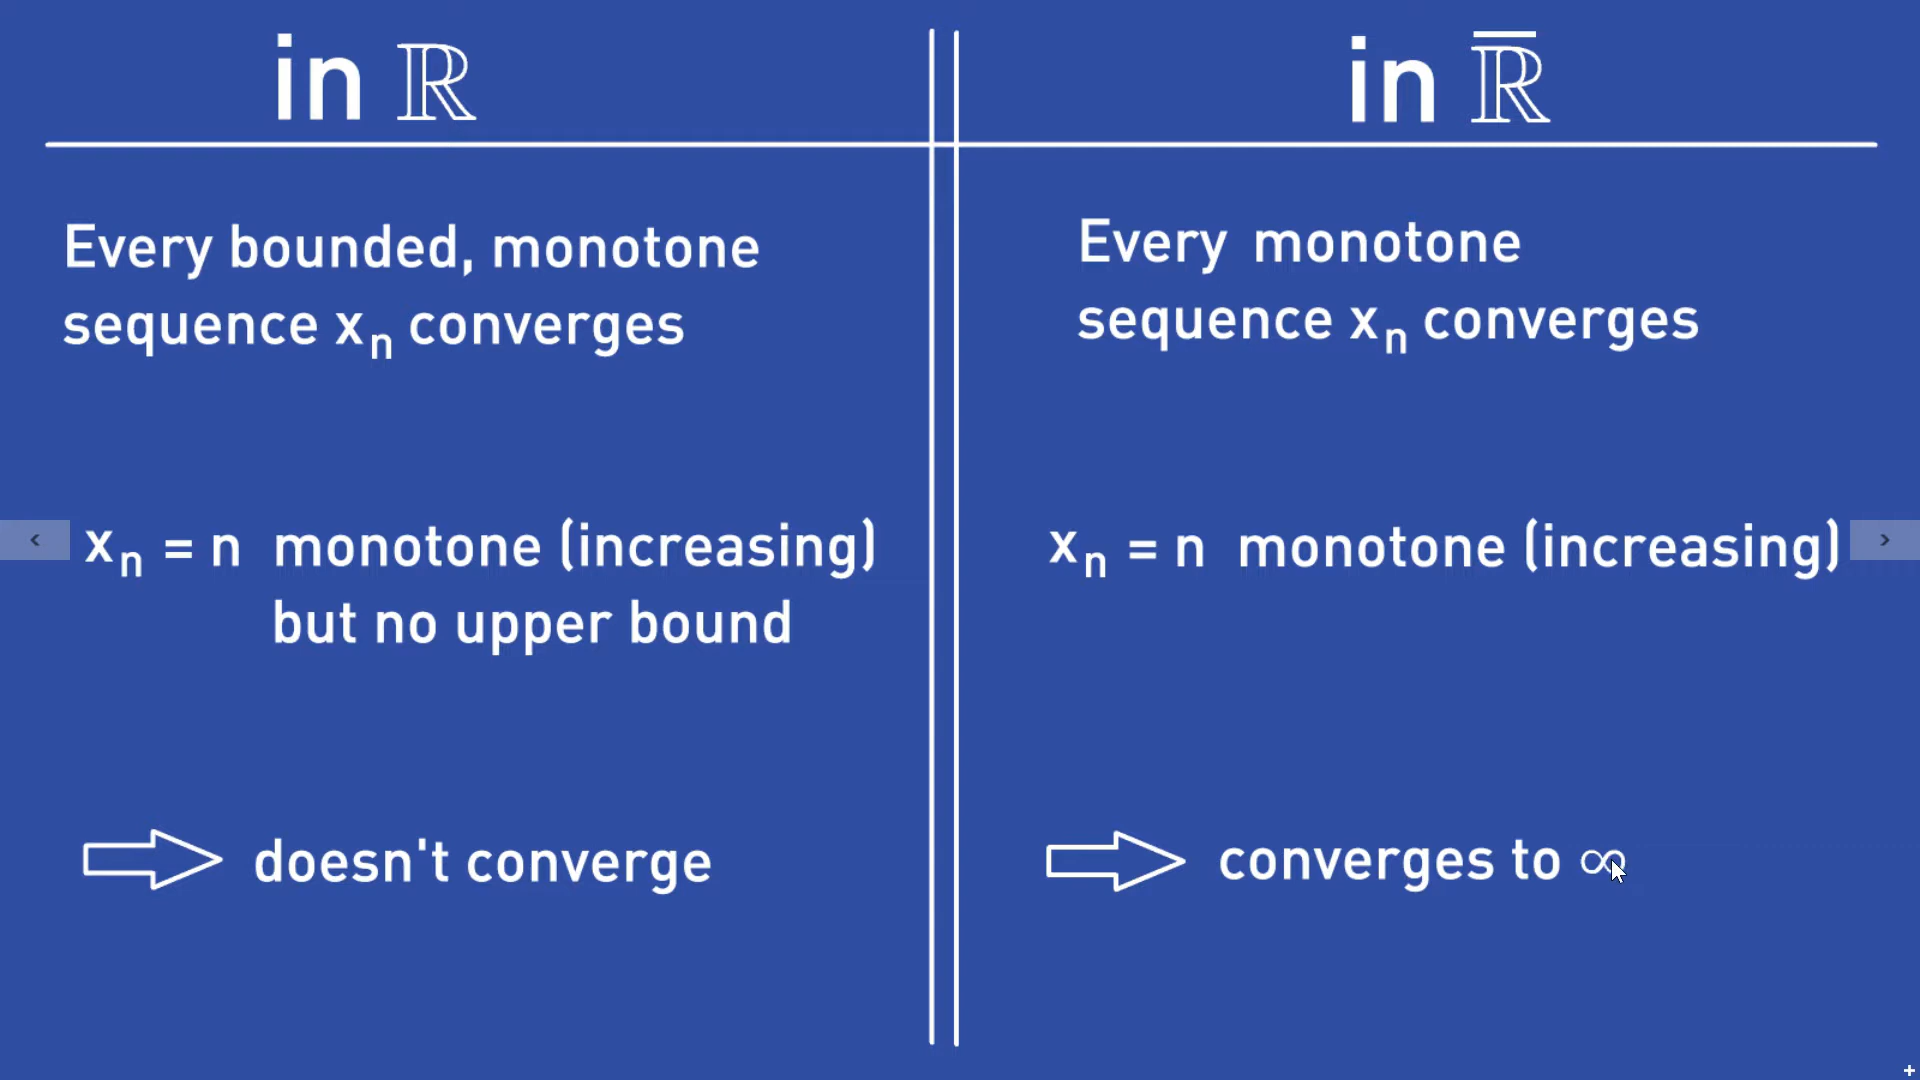 in ℝ
Every bounded, monotone
sequence xₙ converges
xₙ = n monotone (increasing)
but no upper bound
doesn't converge
in ℝ̅
Every monotone
sequence xₙ converges
xₙ = n monotone (increasing)
converges to ∞